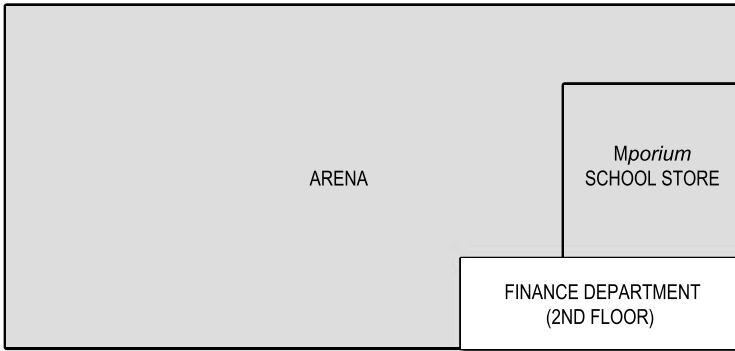 Mporium
ARENA
SCHOOL STORE
FINANCE DEPARTMENT
(2ND FLOOR)